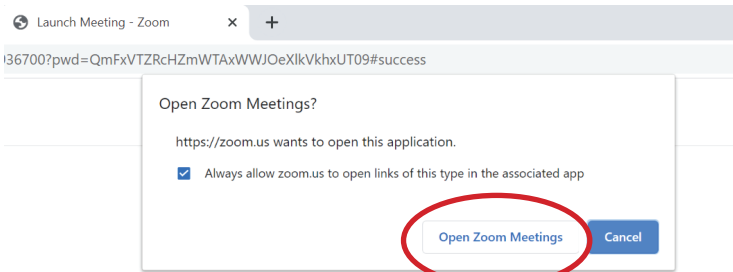 Launch Meeting - Zoom
936700?pwd=QmFxVTZRcHZmWTAxWWJOeXlkVkhxUT09#success
Open Zoom Meetings?
https://zoom.us wants to open this application.
Always allow zoom.us to open links of this type in the associated app
Open Zoom Meetings Cancel